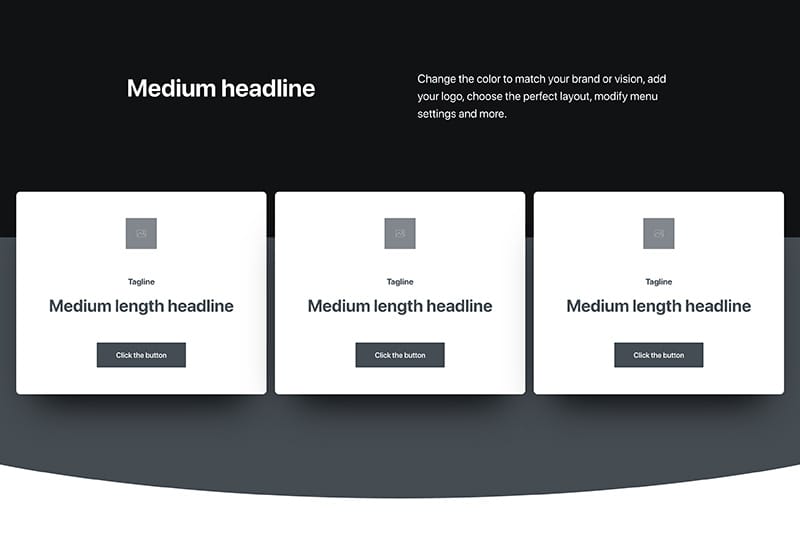 Medium headline
Change the color to match your brand or vision, add
your logo, choose the perfect layout, modify menu
settings and more.
Tagline
Medium length headline
Click the button
Tagline
Medium length headline
Click the button
Tagline
Medium length headline
Click the button